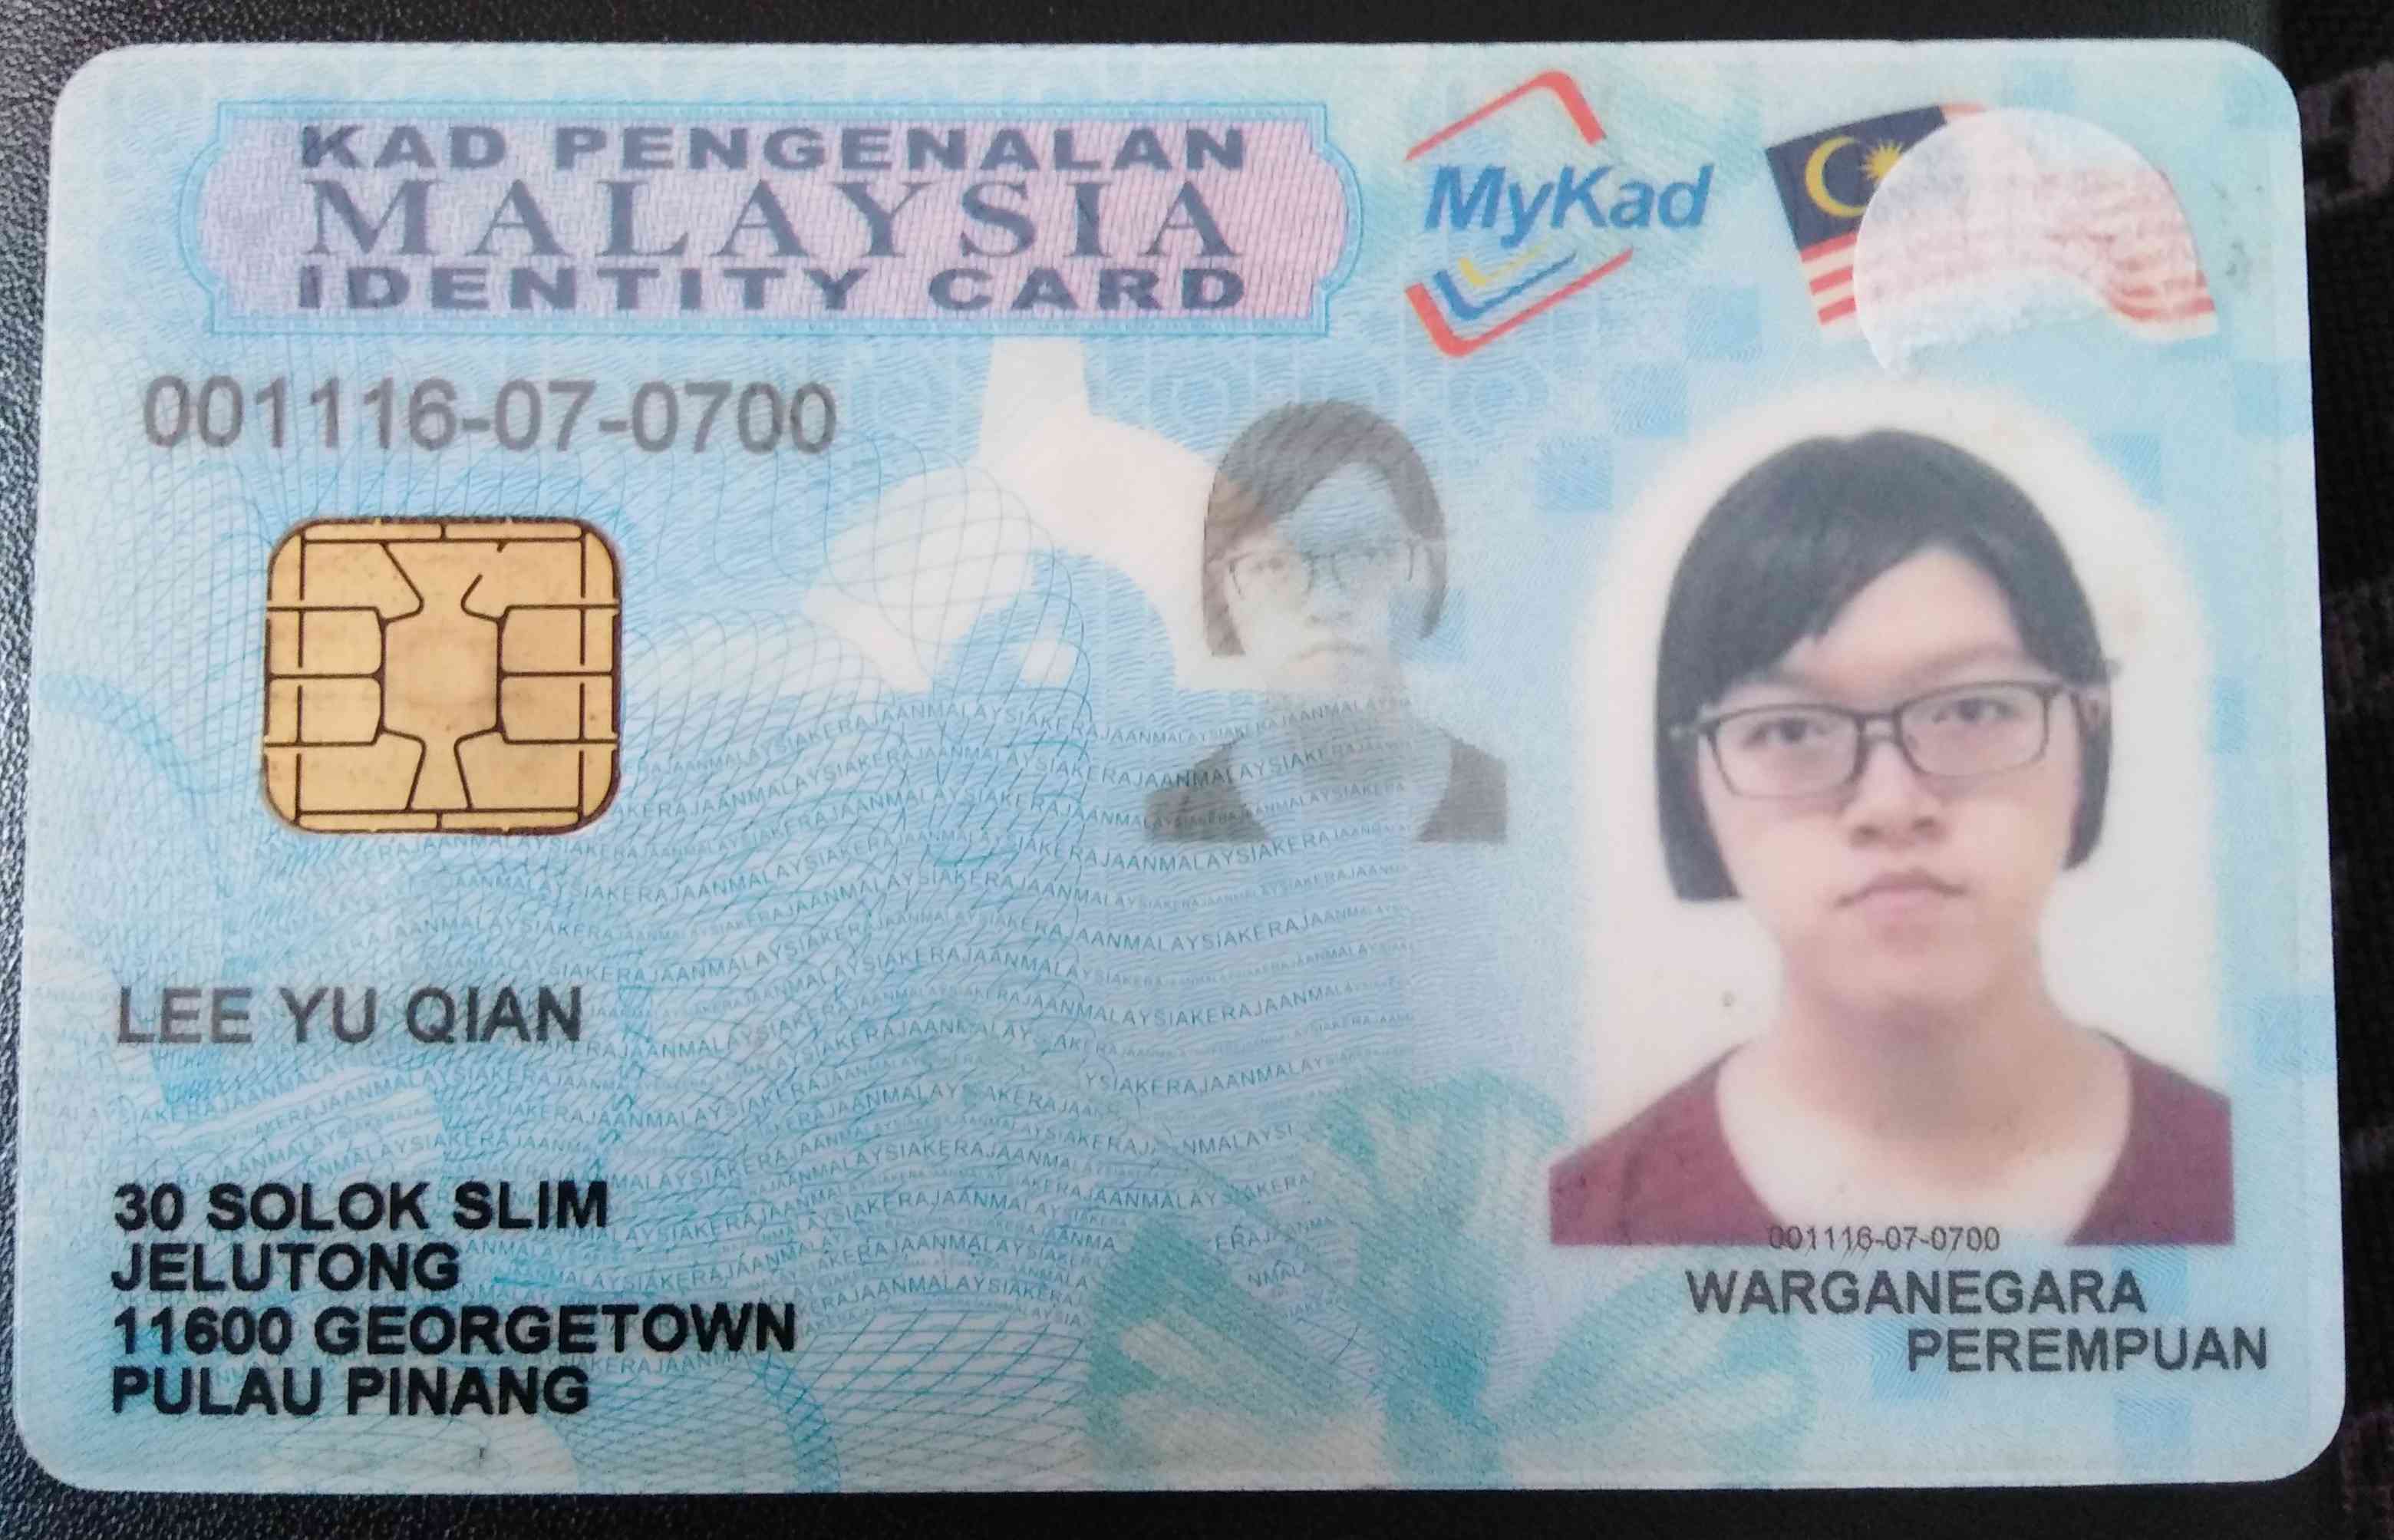 KAD PENGENALAN
MALAYSIA
IDENTITY CARD
MyKad
001116-07-0700
LEE YU QIAN
30 SOLOK SLIM
JELUTONG
11600 GEORGETOWN
PULAU PINANG
001116-07-0700
WARGANEGARA
PEREMPUAN